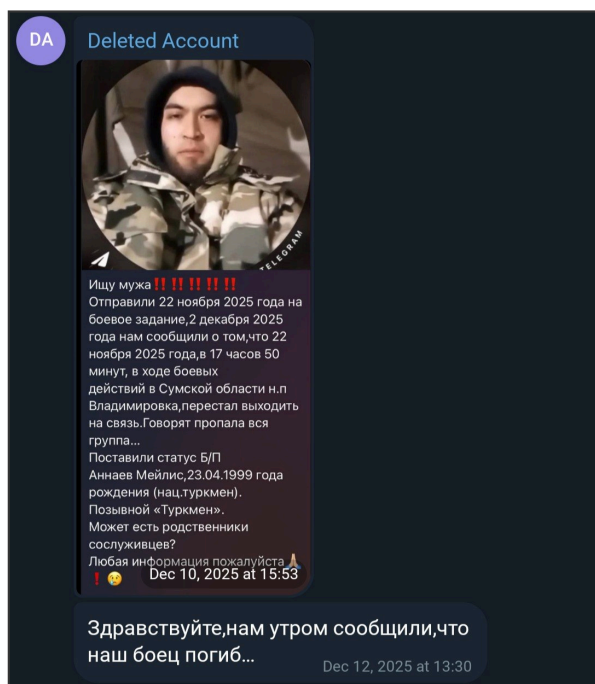 DA
Deleted Account
TELEGRAM
Ищу мужа‼️‼️‼️‼️‼️
Отправили 22 ноября 2025 года на
боевое задание,2 декабря 2025
года нам сообщили о том,что 22
ноября 2025 года,в 17 часов 50
минут, в ходе боевых
действий в Сумской области н.п
Владимировка,перестал выходить
на связь.Говорят пропала вся
группа...
Поставили статус Б/П
Аннаев Мейлис,23.04.1999 года
рождения (нац.туркмен).
Позывной «Туркмен».
Может есть родственники
сослуживцев?
Любая информация пожалуйста🙏🏽
❗😢
Dec 10, 2025 at 15:53
Здравствуйте,нам утром сообщили,что
наш боец погиб...
Dec 12, 2025 at 13:30